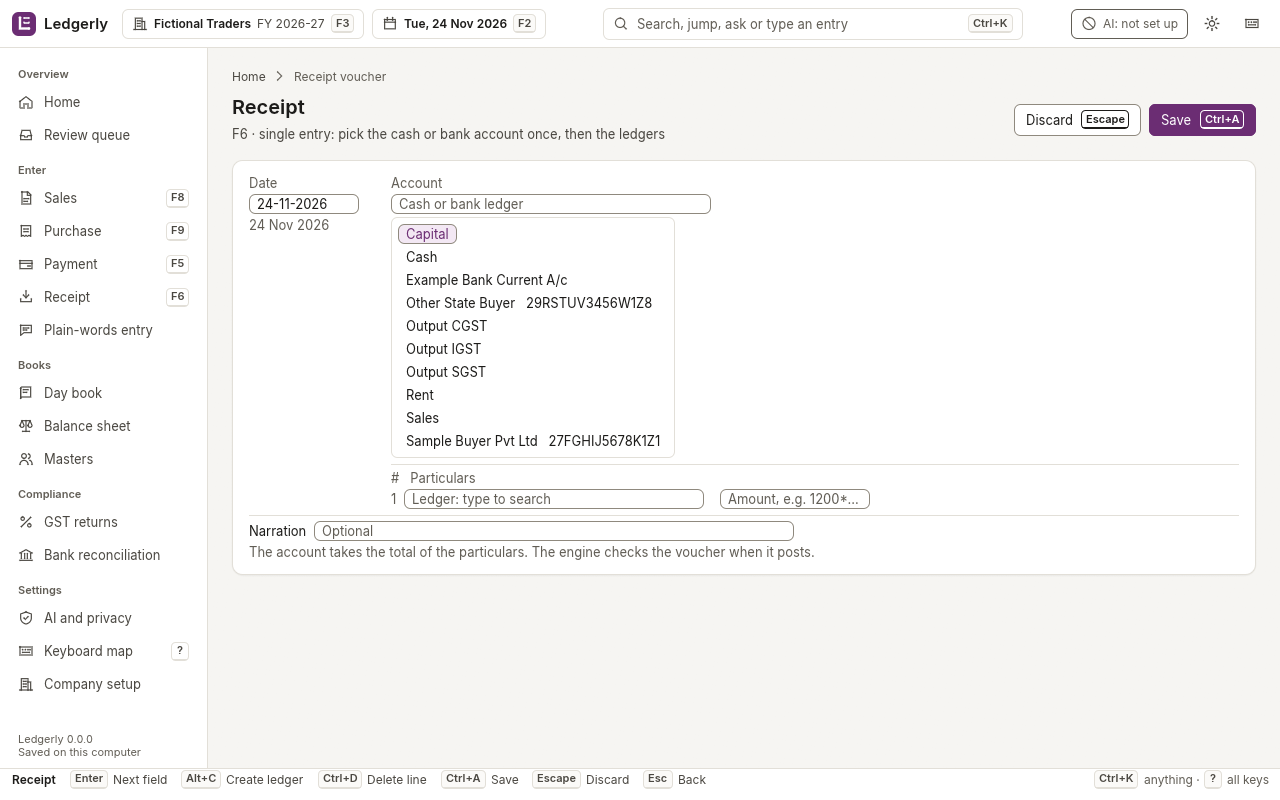 Ledgerly
Fictional Traders FY 2026-27 F3
Tue, 24 Nov 2026 F2
Search, jump, ask or type an entry Ctrl+K
AI: not set up
Overview
Home
Review queue
Enter
Sales F8
Purchase F9
Payment F5
Receipt F6
Plain-words entry
Books
Day book
Balance sheet
Masters
Compliance
GST returns
Bank reconciliation
Settings
AI and privacy
Keyboard map ?
Company setup
Ledgerly 0.0.0
Saved on this computer
Home Receipt voucher
Receipt
F6 · single entry: pick the cash or bank account once, then the ledgers
Discard Escape
Save Ctrl+A
Date
24-11-2026
24 Nov 2026
Account
Cash or bank ledger
Capital
Cash
Example Bank Current A/c
Other State Buyer 29RSTUV3456W1Z8
Output CGST
Output IGST
Output SGST
Rent
Sales
Sample Buyer Pvt Ltd 27FGHIJ5678K1Z1
# Particulars
1 Ledger: type to search Amount, e.g. 1200*...
Narration Optional
The account takes the total of the particulars. The engine checks the voucher when it posts.
Receipt Enter Next field Alt+C Create ledger Ctrl+D Delete line Ctrl+A Save Escape Discard Esc Back Ctrl+K anything · ? all keys